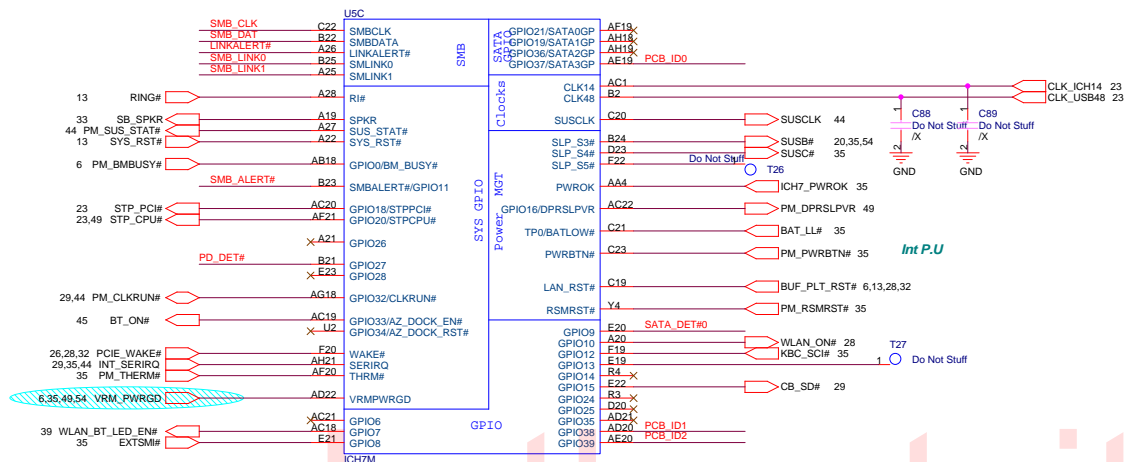 U5C
SMB_CLK C22 SMBCLK
SMB_DAT B22 SMBDATA
LINKALERT# A26 LINKALERT#
SMB_LINK0 B25 SMLINK0
SMB_LINK1 A25 SMLINK1
13 RING# A28 RI#
33 SB_SPKR A19 SPKR
44 PM_SUS_STAT# A27 SUS_STAT#
13 SYS_RST# A22 SYS_RST#
6 PM_BMBUSY# AB18 GPIO0/BM_BUSY#
SMB_ALERT# B23 SMBALERT#/GPIO11
23 STP_PCI# AC20 GPIO18/STPPCI#
23,49 STP_CPU# AF21 GPIO20/STPCPU#
A21 GPIO26
PD_DET# B21 GPIO27
E23 GPIO28
29,44 PM_CLKRUN# AG18 GPIO32/CLKRUN#
45 BT_ON# AC19 GPIO33/AZ_DOCK_EN#
U2 GPIO34/AZ_DOCK_RST#
26,28,32 PCIE_WAKE# F20 WAKE#
29,35,44 INT_SERIRQ AH21 SERIRQ
35 PM_THERM# AF20 THRM#
6,35,49,54 VRM_PWRGD AD22 VRMPWRGD
AC21 GPIO6
39 WLAN_BT_LED_EN# AC18 GPIO7
35 EXTSMI# E21 GPIO8
ICH7M
SMB
SATA
GPIO
Clocks
SYS GPIO
Power MGT
GPIO
GPIO21/SATA0GP AF19
GPIO19/SATA1GP AH18
GPIO36/SATA2GP AH19
GPIO37/SATA3GP AE19 PCB_ID0
CLK14 AC1 CLK_ICH14 23
CLK48 B2 CLK_USB48 23
SUSCLK C20 SUSCLK 44
SLP_S3# B24 SUSB# 20,35,54
SLP_S4# D23 SUSC# 35
SLP_S5# F22 Do Not Stuff 1 T26
PWROK AA4 ICH7_PWROK 35
GPIO16/DPRSLPVR AC22 PM_DPRSLPVR 49
TP0/BATLOW# C21 BAT_LL# 35
PWRBTN# C23 PM_PWRBTN# 35
LAN_RST# C19 BUF_PLT_RST# 6,13,28,32
RSMRST# Y4 PM_RSMRST# 35
GPIO9 E20 SATA_DET#0
GPIO10 A20 WLAN_ON# 28
GPIO12 F19 KBC_SCI# 35
GPIO13 E19 1 T27 Do Not Stuff
GPIO14 R4
GPIO15 E22 CB_SD# 29
GPIO24 R3
GPIO25 D20
GPIO35 AD21
GPIO38 AD20 PCB_ID1
GPIO39 AE20 PCB_ID2
1
C88
Do Not Stuff
/X
2
GND
1
C89
Do Not Stuff
/X
2
GND
Int P.U